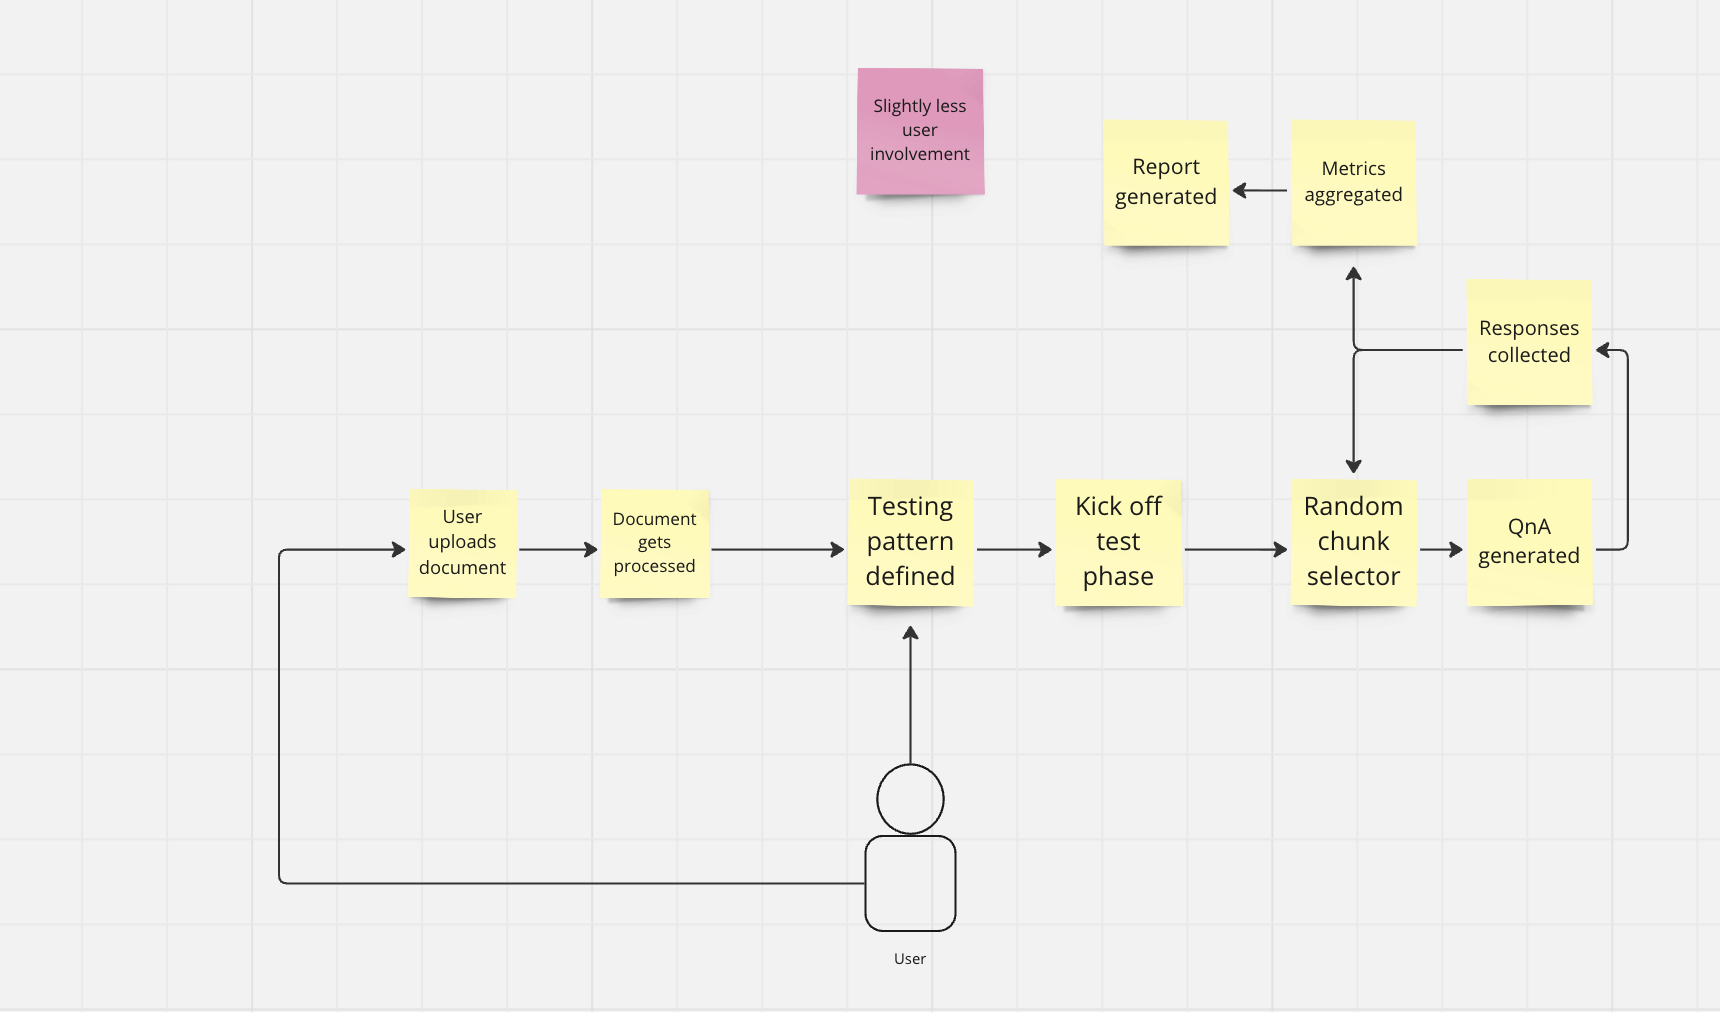 Slightly less
user
involvement
Report
generated
Metrics
aggregated
Responses
collected
User
uploads
document
Document
gets
processed
Testing
pattern
defined
Kick off
test
phase
Random
chunk
selector
QnA
generated
User